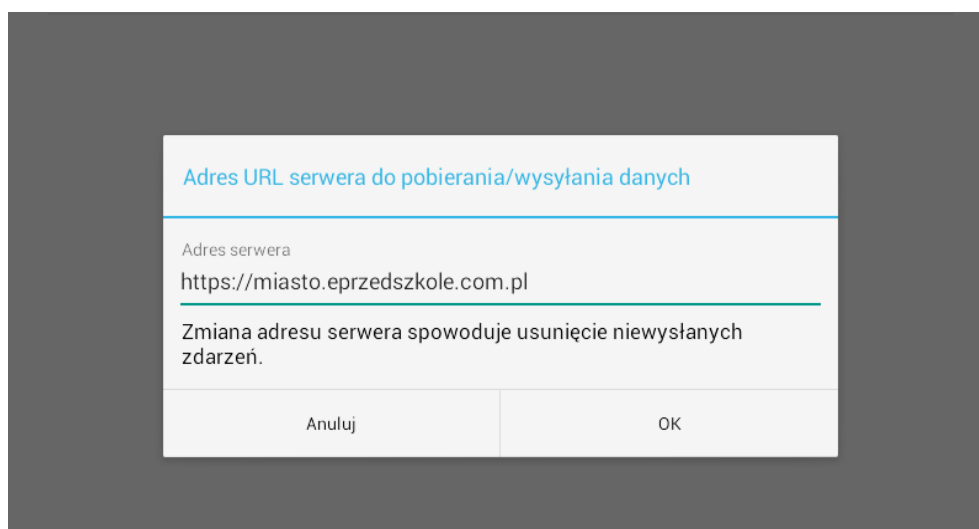 Adres URL serwera do pobierania/wysyłania danych
Adres serwera
https://miasto.eprzedszkole.com.pl
Zmiana adresu serwera spowoduje usunięcie niewysłanych
zdarzeń.
Anuluj
OK